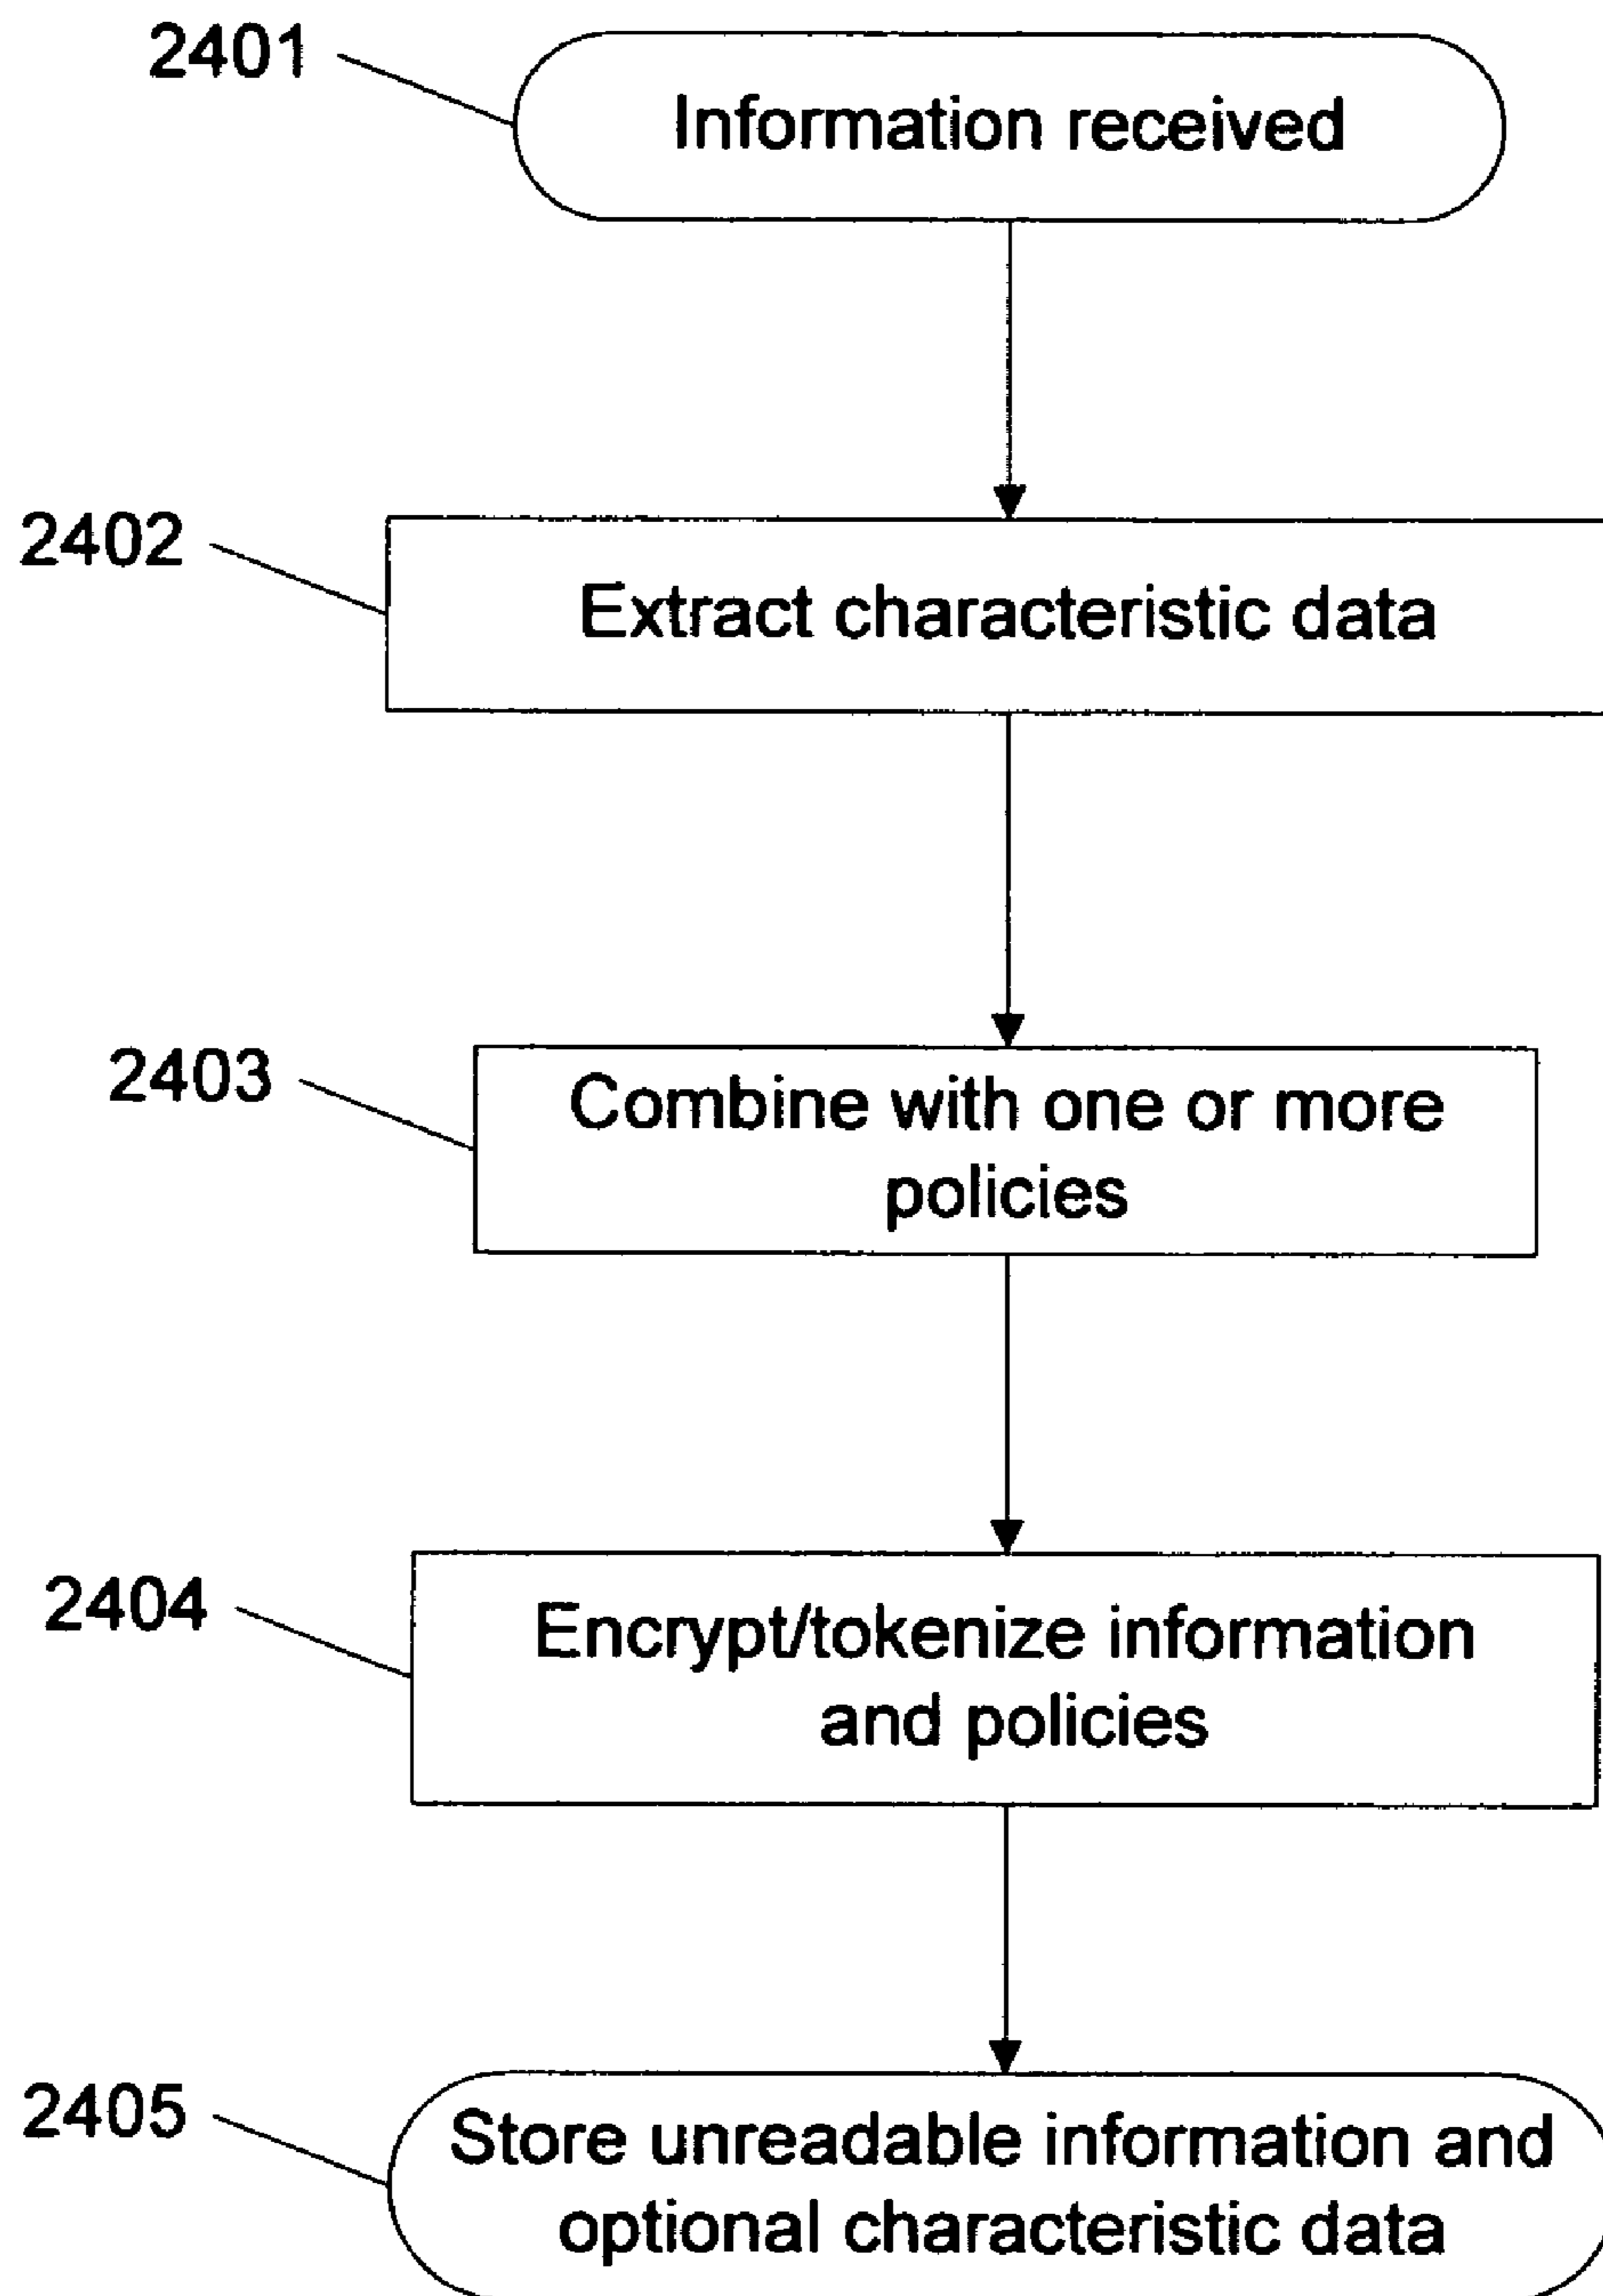 2401
Information received
2402
Extract characteristic data
2403
Combine with one or more
policies
2404
Encrypt/tokenize information
and policies
2405
Store unreadable information and
optional characteristic data